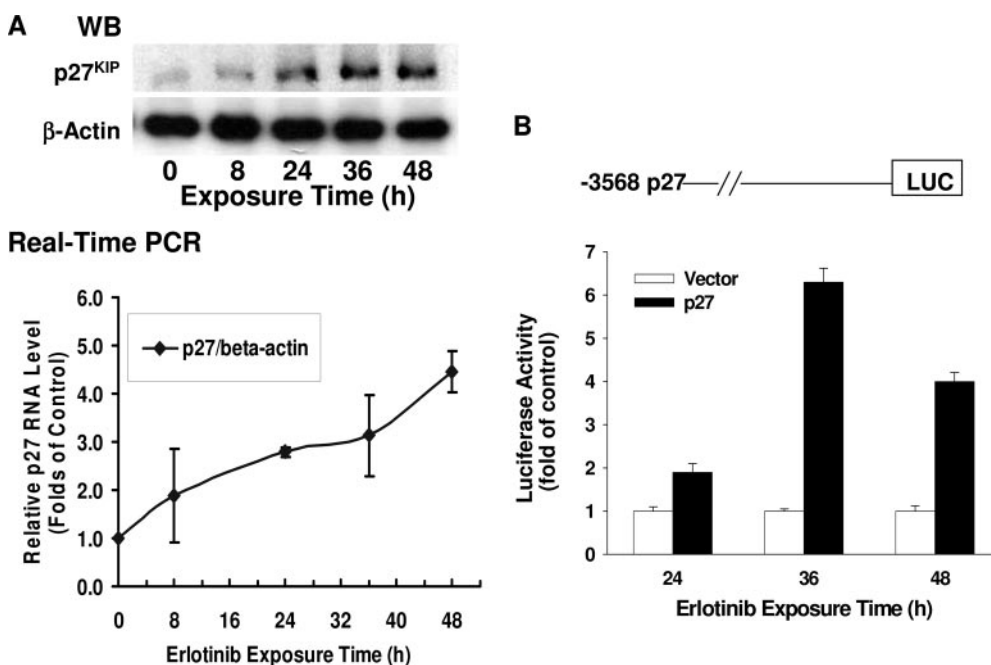 A WB
p27KIP
β-Actin
0 8 24 36 48
Exposure Time (h)
Real-Time PCR
Relative p27 RNA Level
(Folds of Control)
6.0
5.0
4.0
3.0
2.0
1.0
0.0
p27/beta-actin
0 8 16 24 32 40 48
Erlotinib Exposure Time (h)
B
-3568 p27
LUC
Luciferase Activity
(fold of control)
7
6
5
4
3
2
1
0
Vector
p27
24 36 48
Erlotinib Exposure Time (h)